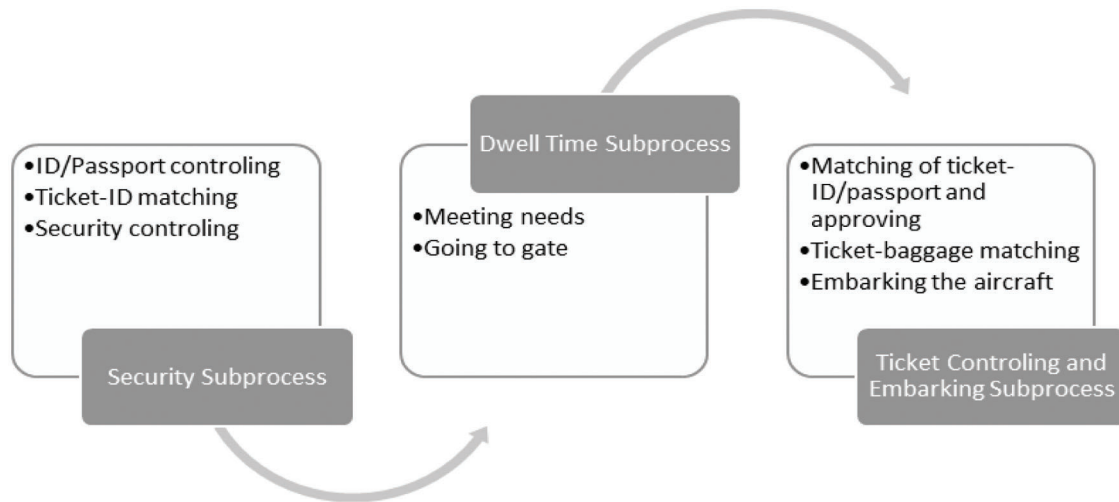 •ID/Passport controling
•Ticket-ID matching
•Security controling
Security Subprocess
Dwell Time Subprocess
•Meeting needs
•Going to gate
•Matching of ticket-
ID/passport and
approving
•Ticket-baggage matching
•Embarking the aircraft
Ticket Controling and
Embarking Subprocess